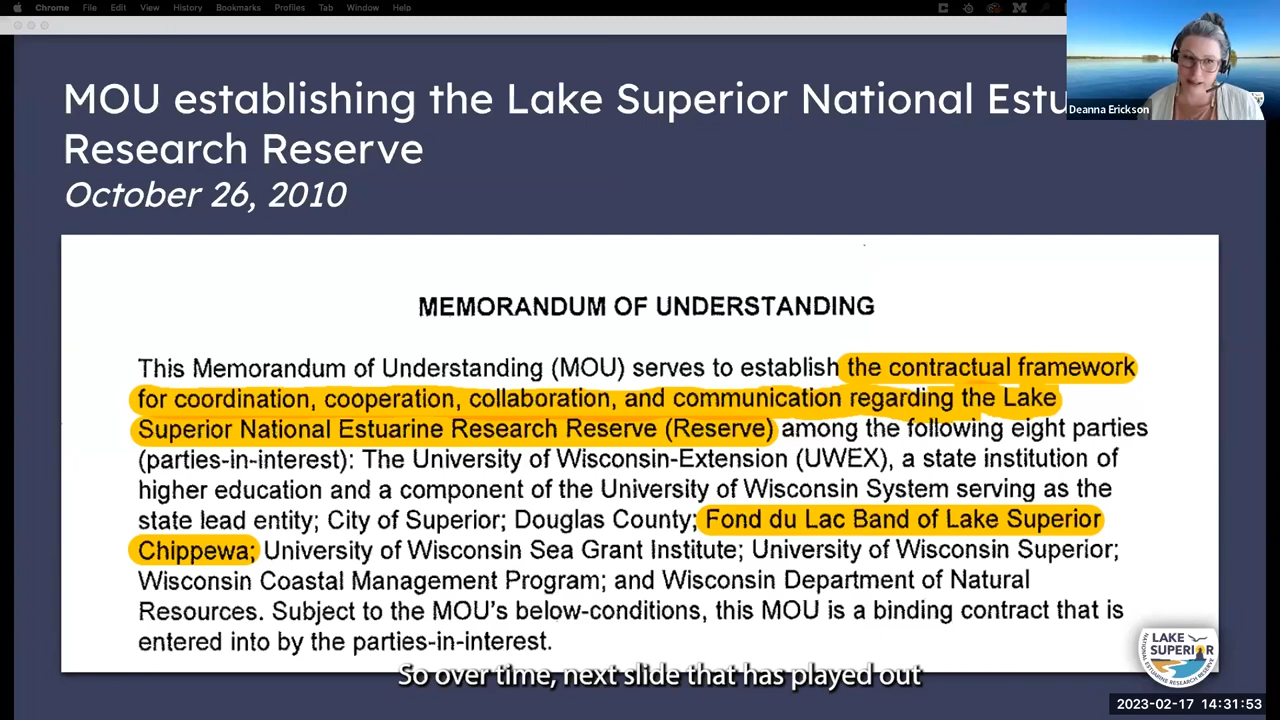 Chrome File Edit View History Bookmarks Profiles Tab Window Help
MOU establishing the Lake Superior National Estu
Research Reserve
October 26, 2010
Deanna Erickson
MEMORANDUM OF UNDERSTANDING
This Memorandum of Understanding (MOU) serves to establish the contractual framework
for coordination, cooperation, collaboration, and communication regarding the Lake
Superior National Estuarine Research Reserve (Reserve) among the following eight parties
(parties-in-interest): The University of Wisconsin-Extension (UWEX), a state institution of
higher education and a component of the University of Wisconsin System serving as the
state lead entity; City of Superior; Douglas County; Fond du Lac Band of Lake Superior
Chippewa; University of Wisconsin Sea Grant Institute; University of Wisconsin Superior;
Wisconsin Coastal Management Program; and Wisconsin Department of Natural
Resources. Subject to the MOU's below-conditions, this MOU is a binding contract that is
entered into by the parties-in-interest.
LAKE
SUPERIOR
NATIONAL ESTUARINE RESEARCH RESERVE
So over time, next slide that has played out
2023-02-17 14:31:53